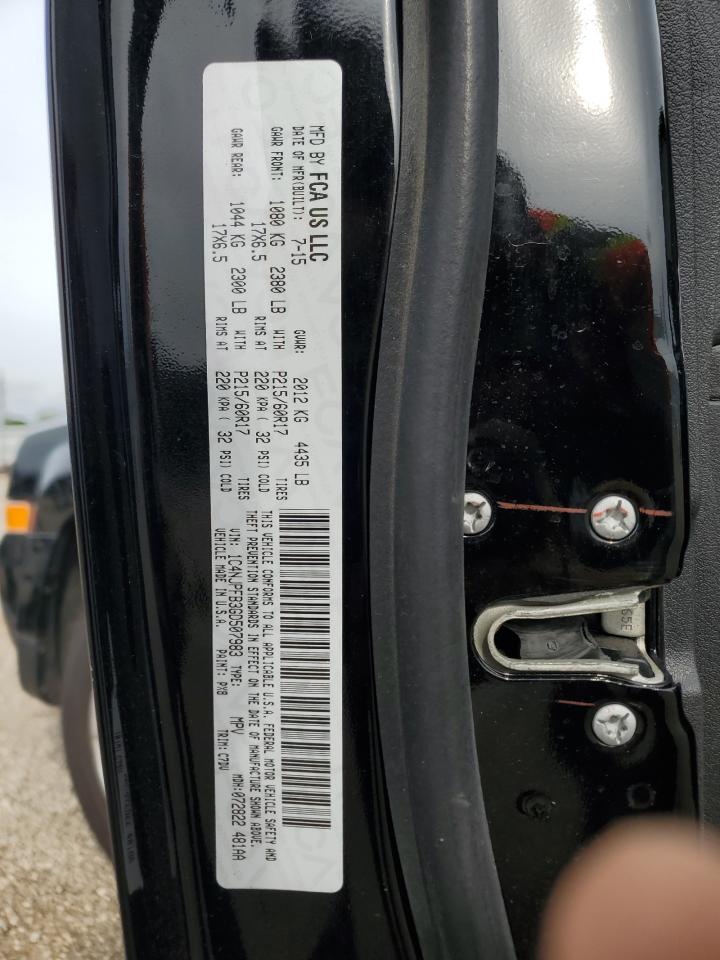 MFD BY FCA US LLC
DATE OF MFR(BUILT): 7-15 GVWR: 2012 KG 4435 LB
GAWR FRONT: 1080 KG 2380 LB WITH P215/60R17 TIRES
17X6.5 RIMS AT 220 KPA ( 32 PSI) COLD
GAWR REAR: 1044 KG 2300 LB WITH P215/60R17 TIRES
17X6.5 RIMS AT 220 KPA ( 32 PSI) COLD
THIS VEHICLE CONFORMS TO ALL APPLICABLE U.S.A. FEDERAL MOTOR VEHICLE SAFETY AND
THEFT PREVENTION STANDARDS IN EFFECT ON THE DATE OF MANUFACTURE SHOWN ABOVE.
VIN: 1C4NJPFB3GD507983 TYPE: MPV MDH:072822 481AA
VEHICLE MADE IN U.S.A. PAINT: PX8 TRIM:C7DV